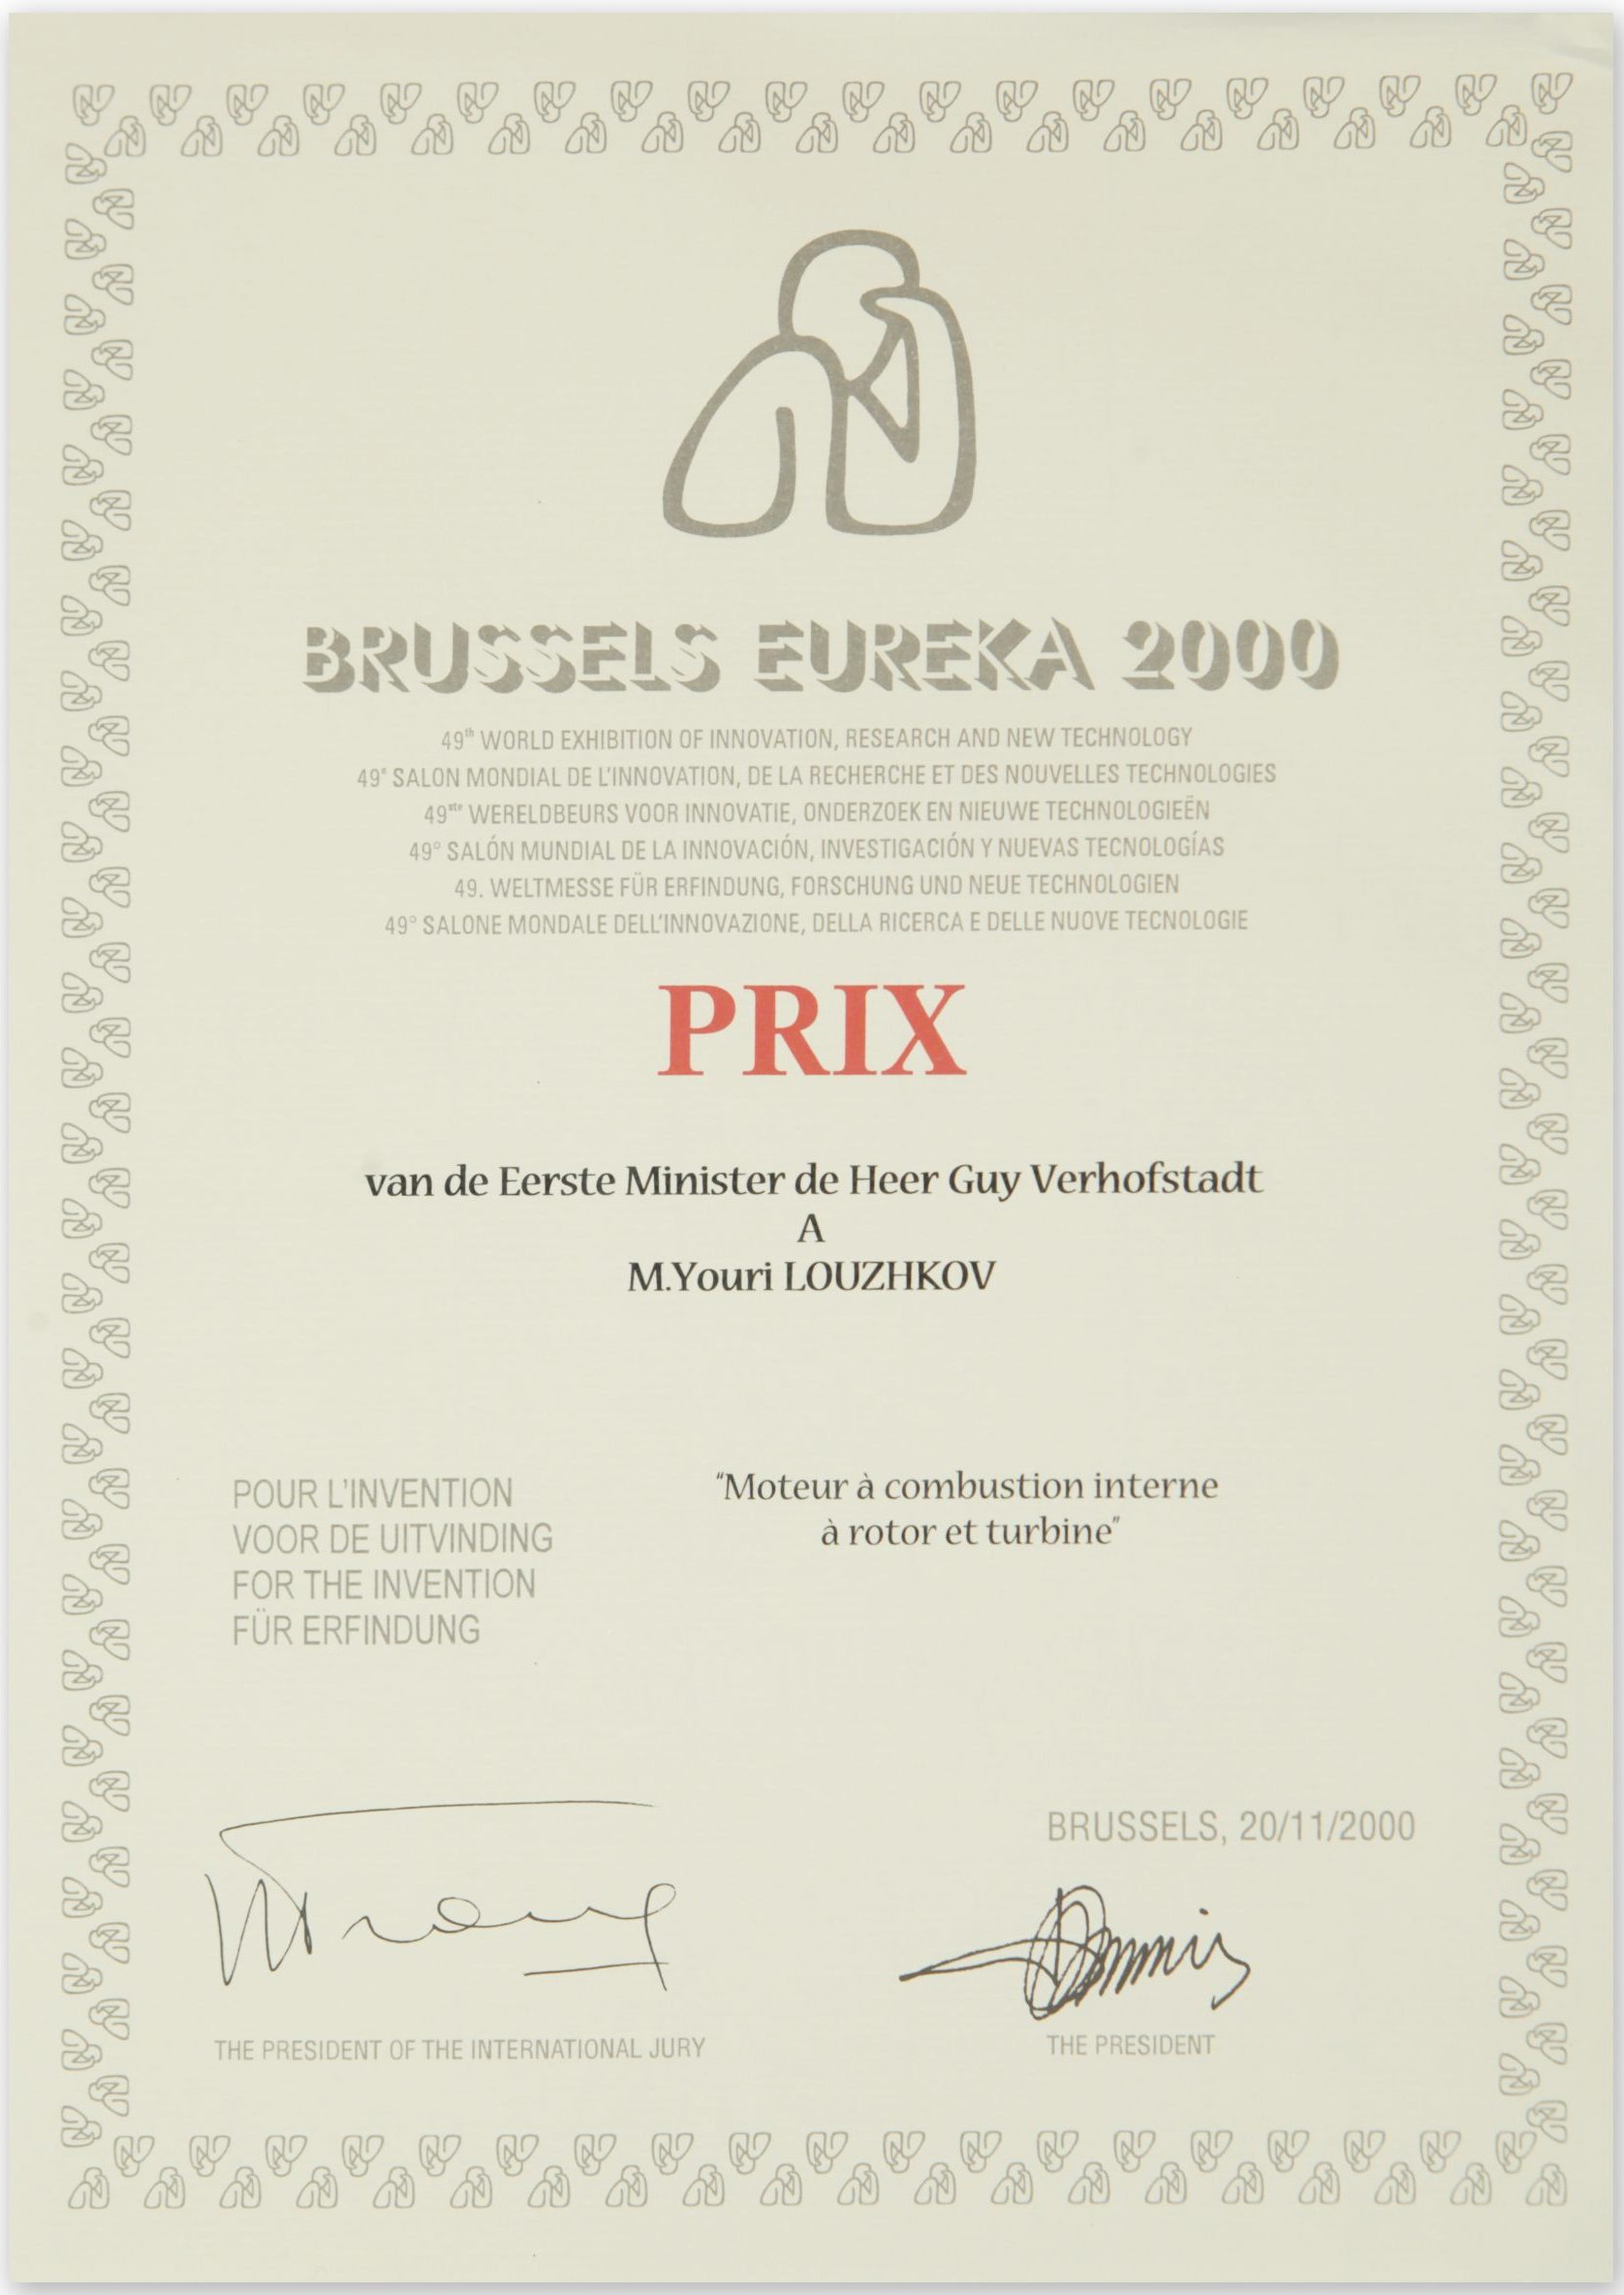 BRUSSELS EUREKA 2000
49th WORLD EXHIBITION OF INNOVATION, RESEARCH AND NEW TECHNOLOGY
49e SALON MONDIAL DE L'INNOVATION, DE LA RECHERCHE ET DES NOUVELLES TECHNOLOGIES
49ste WERELDBEURS VOOR INNOVATIE, ONDERZOEK EN NIEUWE TECHNOLOGIEËN
49° SALÓN MUNDIAL DE LA INNOVACIÓN, INVESTIGACIÓN Y NUEVAS TECNOLOGÍAS
49. WELTMESSE FÜR ERFINDUNG, FORSCHUNG UND NEUE TECHNOLOGIEN
49° SALONE MONDALE DELL'INNOVAZIONE, DELLA RICERCA E DELLE NUOVE TECNOLOGIE
PRIX
van de Eerste Minister de Heer Guy Verhofstadt
A
M.Youri LOUZHKOV
POUR L'INVENTION
VOOR DE UITVINDING
FOR THE INVENTION
FÜR ERFINDUNG
"Moteur à combustion interne
à rotor et turbine"
BRUSSELS, 20/11/2000
THE PRESIDENT OF THE INTERNATIONAL JURY
THE PRESIDENT